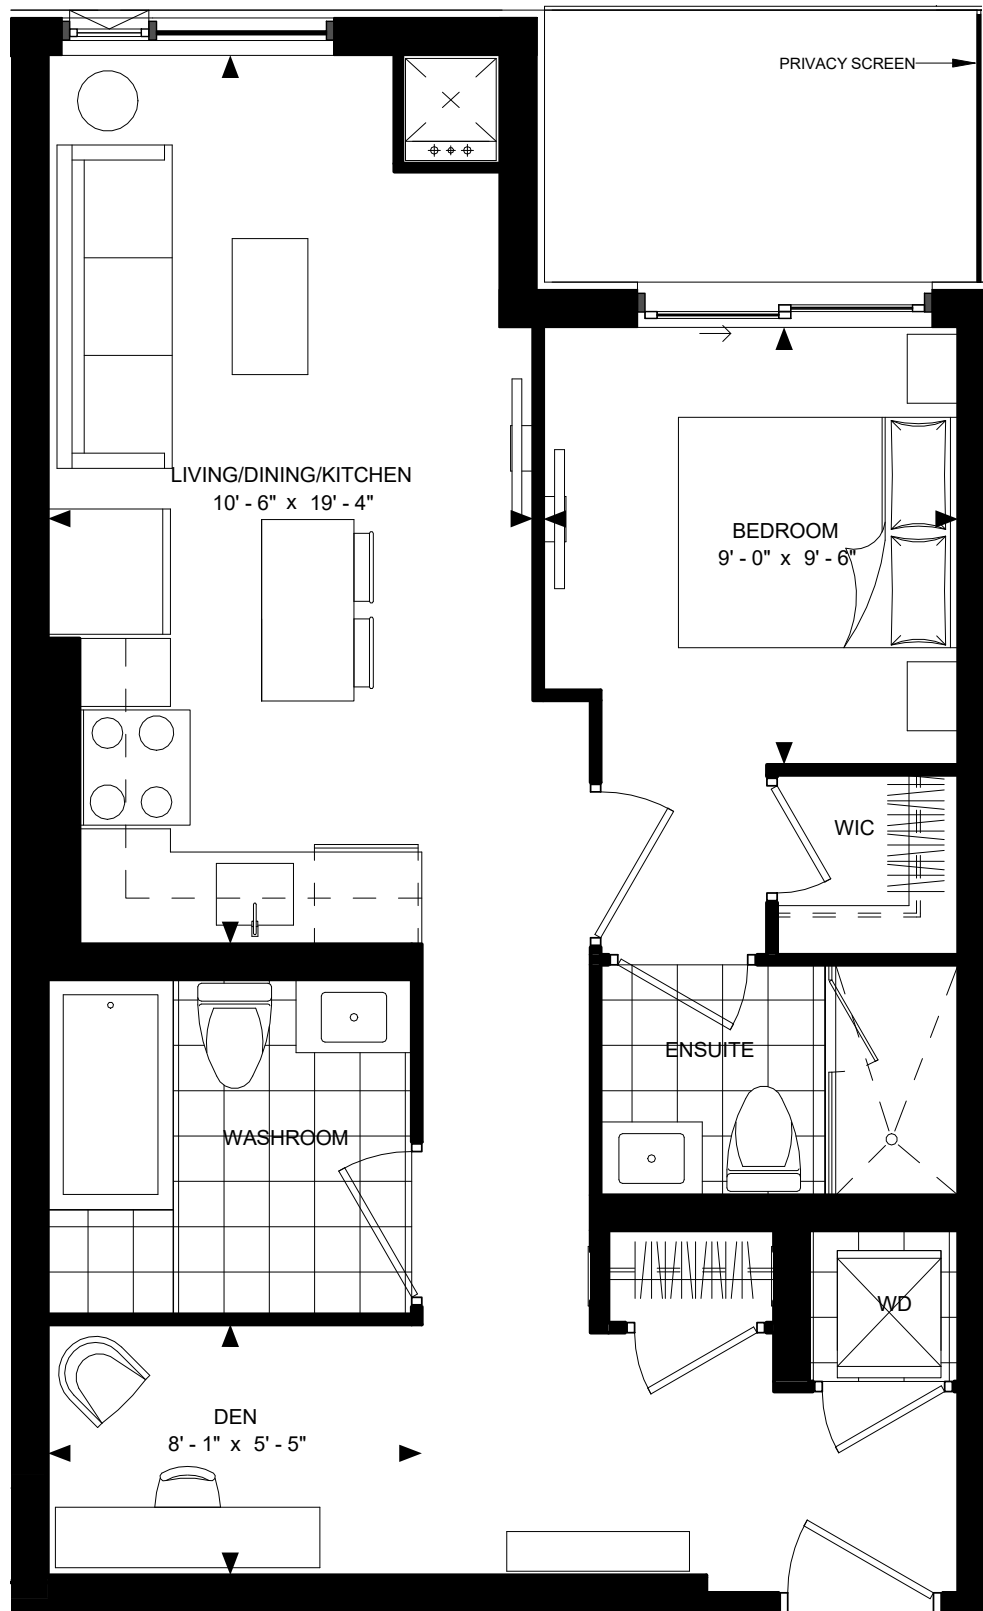 PRIVACY SCREEN
LIVING/DINING/KITCHEN
10' - 6" x 19' - 4"
BEDROOM
9' - 0" x 9' - 6"
WIC
ENSUITE
WASHROOM
WD
DEN
8' - 1" x 5' - 5"